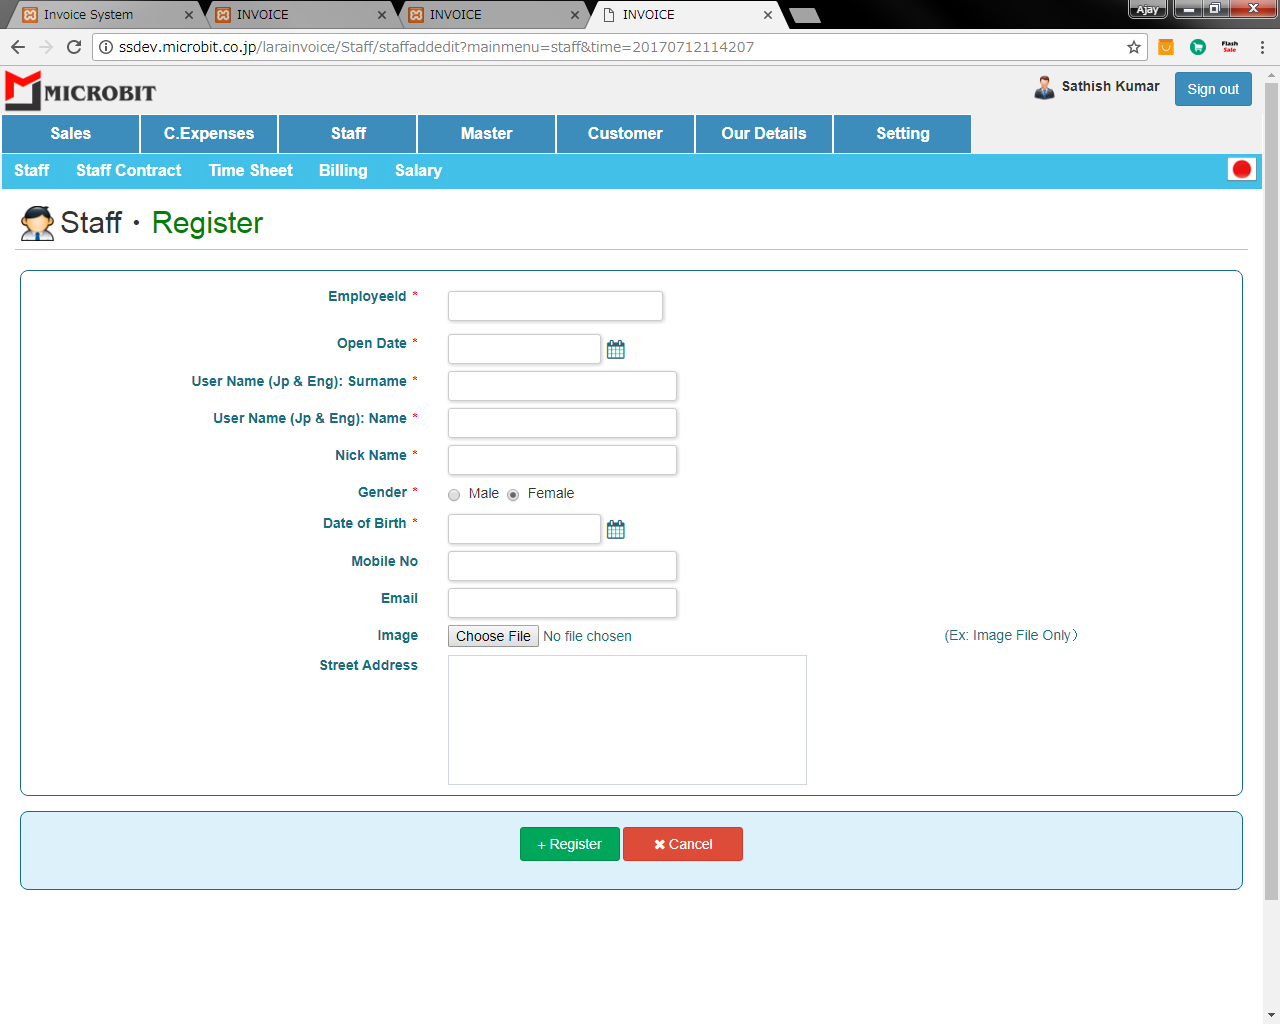 Invoice System
INVOICE
INVOICE
INVOICE
Ajay
ssdev.microbit.co.jp/larainvoice/Staff/staffaddedit?mainmenu=staff&time=20170712114207
Flash
Sale
MICROBIT
Sathish Kumar
Sign out
Sales
C.Expenses
Staff
Master
Customer
Our Details
Setting
Staff
Staff Contract
Time Sheet
Billing
Salary
Staff・Register
EmployeeId *
Open Date *
User Name (Jp & Eng): Surname *
User Name (Jp & Eng): Name *
Nick Name *
Gender * Male Female
Date of Birth *
Mobile No
Email
Image Choose File No file chosen (Ex: Image File Only）
Street Address
+ Register
✖ Cancel